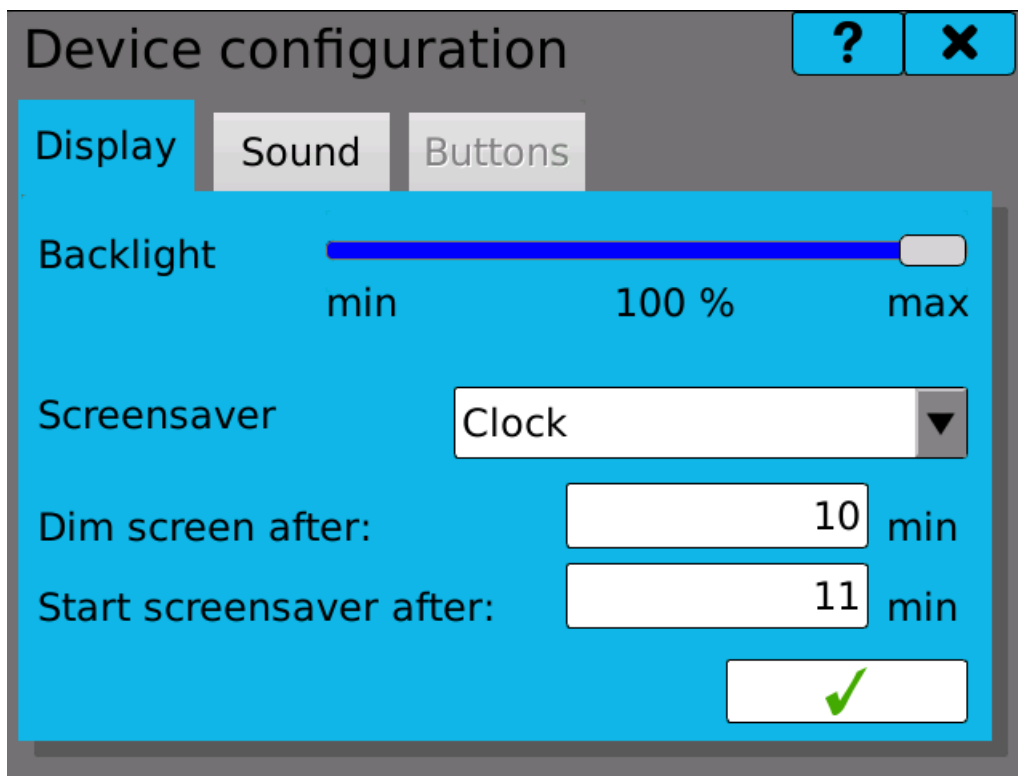 Device configuration ?
Display Sound Buttons
Backlight
min 100 % max
Screensaver Clock
Dim screen after: 10 min
Start screensaver after: 11 min